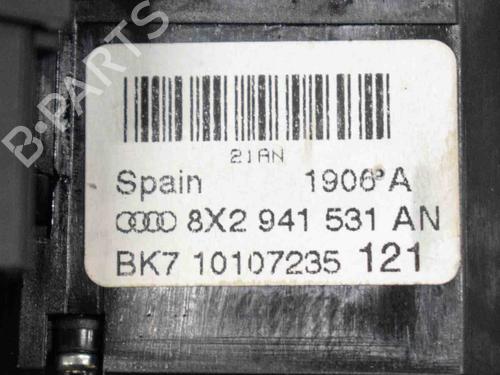 B-PARTS
21AN
Spain 1906 A
8X2 941 531 AN
BK7 10107235 121